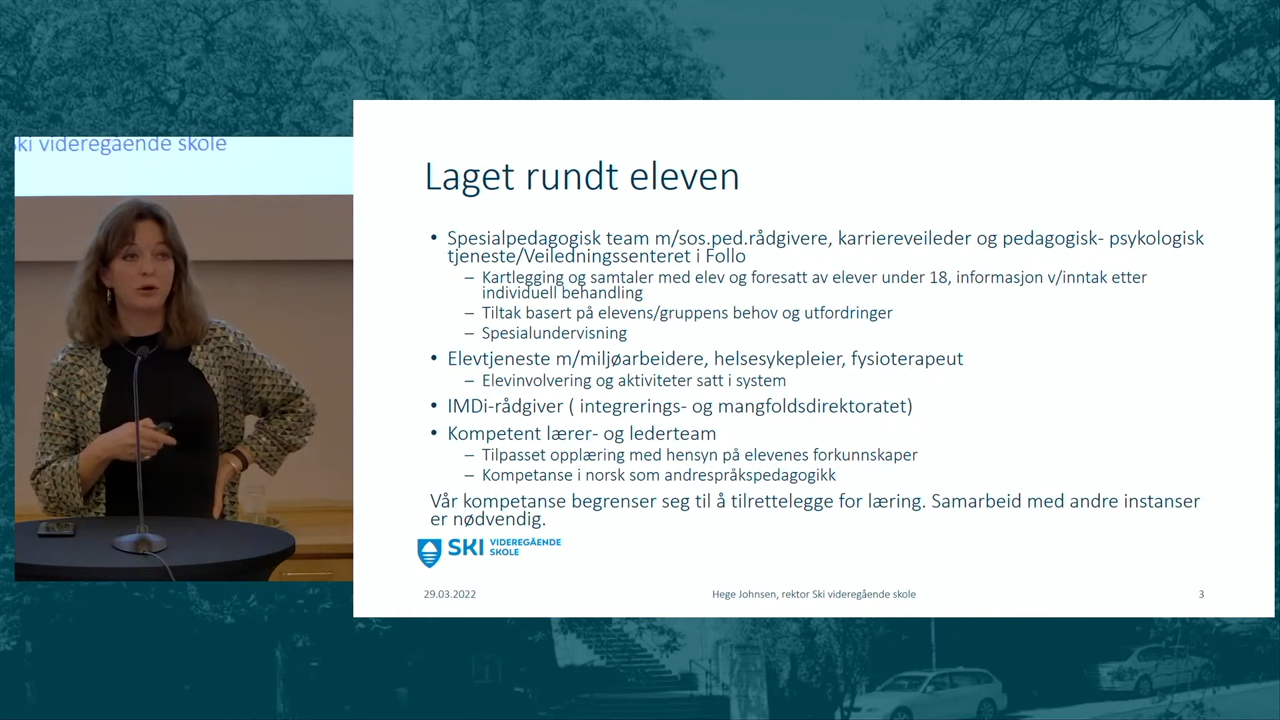 ki videregående skole
Laget rundt eleven
• Spesialpedagogisk team m/sos.ped.rådgivere, karriereveileder og pedagogisk- psykologisk
tjeneste/Veiledningssenteret i Follo
– Kartlegging og samtaler med elev og foresatt av elever under 18, informasjon v/inntak etter
individuell behandling
– Tiltak basert på elevens/gruppens behov og utfordringer
– Spesialundervisning
• Elevtjeneste m/miljøarbeidere, helsesykepleier, fysioterapeut
– Elevinvolvering og aktiviteter satt i system
• IMDi-rådgiver ( integrerings- og mangfoldsdirektoratet)
• Kompetent lærer- og lederteam
– Tilpasset opplæring med hensyn på elevenes forkunnskaper
– Kompetanse i norsk som andrespråkspedagogikk
Vår kompetanse begrenser seg til å tilrettelegge for læring. Samarbeid med andre instanser
er nødvendig.
SKI VIDEREGÅENDE
SKOLE
29.03.2022 Hege Johnsen, rektor Ski videregående skole 3